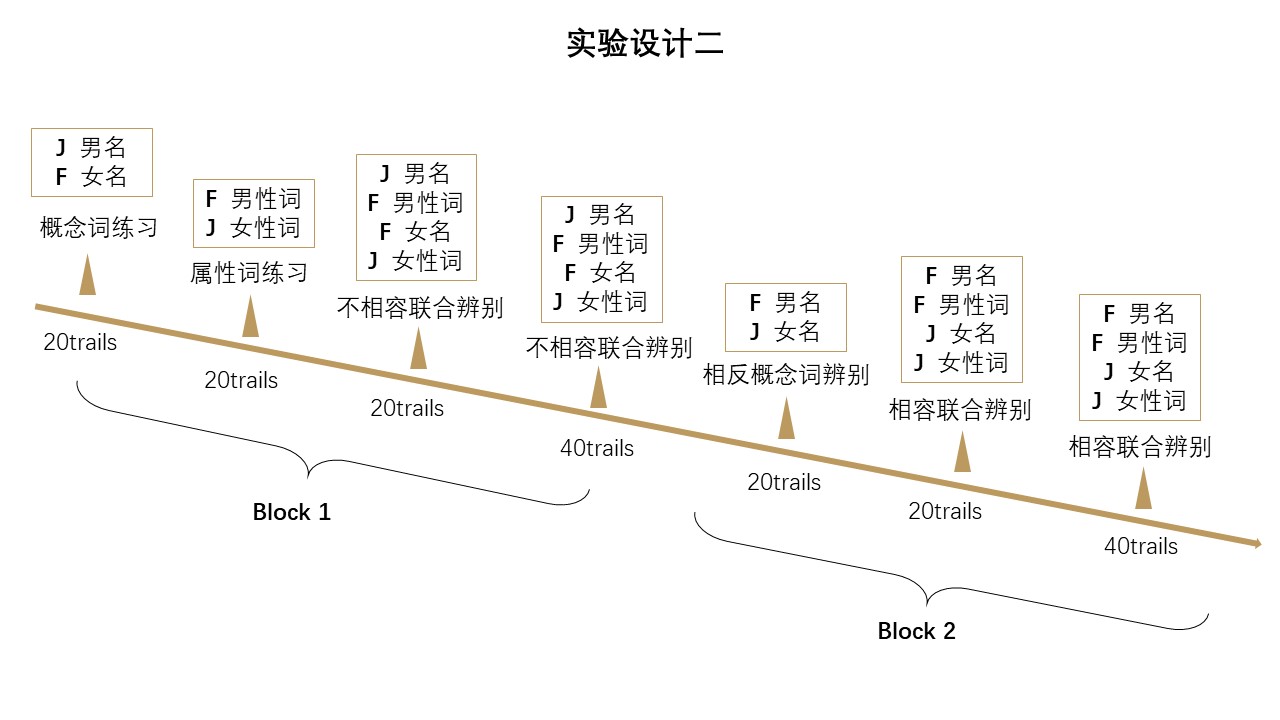 实验设计二
J 男名
F 女名
概念词练习
20trails
F 男性词
J 女性词
属性词练习
20trails
J 男名
F 男性词
F 女名
J 女性词
不相容联合辨别
20trails
J 男名
F 男性词
F 女名
J 女性词
不相容联合辨别
40trails
Block 1
F 男名
J 女名
相反概念词辨别
20trails
F 男名
F 男性词
J 女名
J 女性词
相容联合辨别
20trails
F 男名
F 男性词
J 女名
J 女性词
相容联合辨别
40trails
Block 2